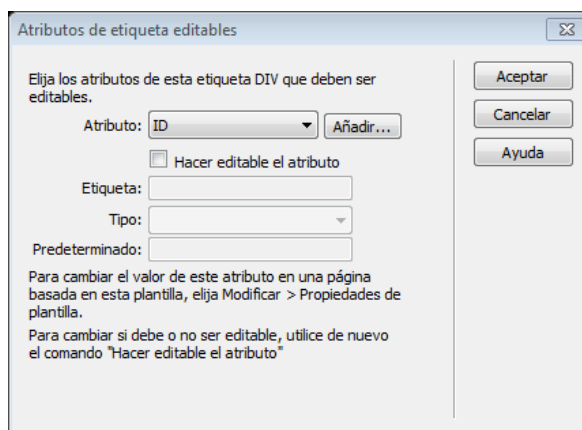 Atributos de etiqueta editables
Elija los atributos de esta etiqueta DIV que deben ser
editables.
Atributo: ID Añadir...
Hacer editable el atributo
Etiqueta:
Tipo:
Predeterminado:
Para cambiar el valor de este atributo en una página
basada en esta plantilla, elija Modificar > Propiedades de
plantilla.
Para cambiar si debe o no ser editable, utilice de nuevo
el comando "Hacer editable el atributo"
Aceptar
Cancelar
Ayuda